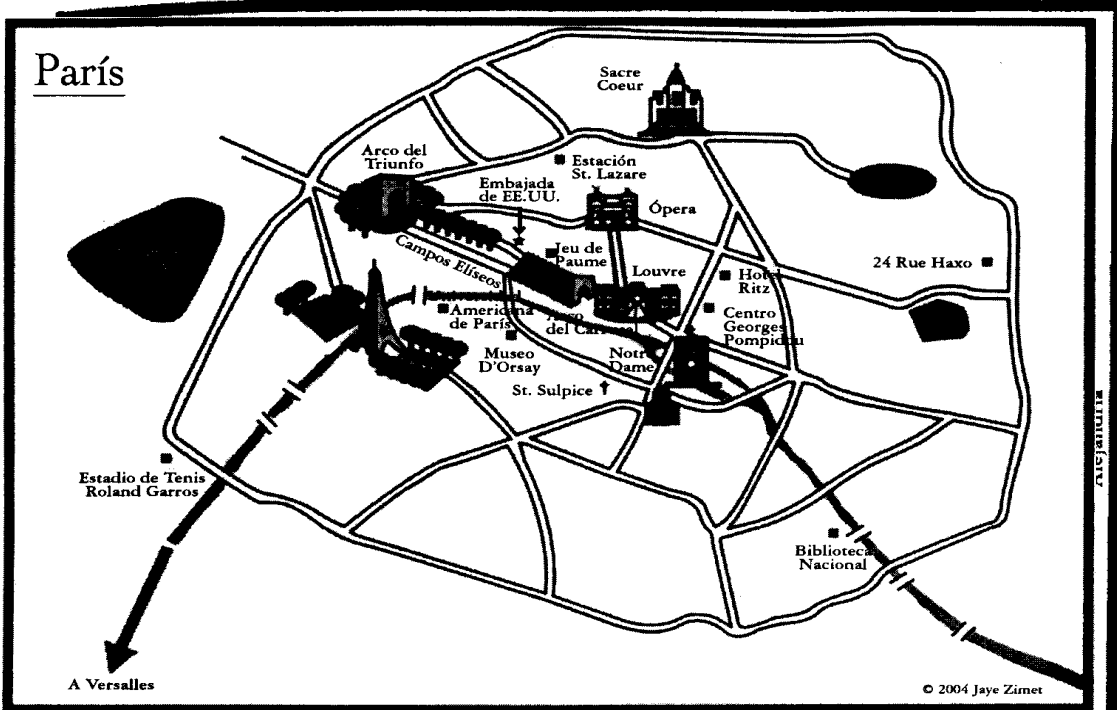 París
Sacre
Coeur
Arco del
Triunfo
Estación
St. Lazare
Embajada
de EE.UU.
Ópera
Jeu de
Paume
Campos Elíseos
24 Rue Haxo
Louvre
Hotel
Ritz
Americana
de París
Arco
del
Centro
Georges
Pompidou
Museo
D'Orsay
Notre
Dame
St. Sulpice
Estadio de Tenis
Roland Garros
Biblioteca
Nacional
A Versalles
© 2004 Jaye Zimet